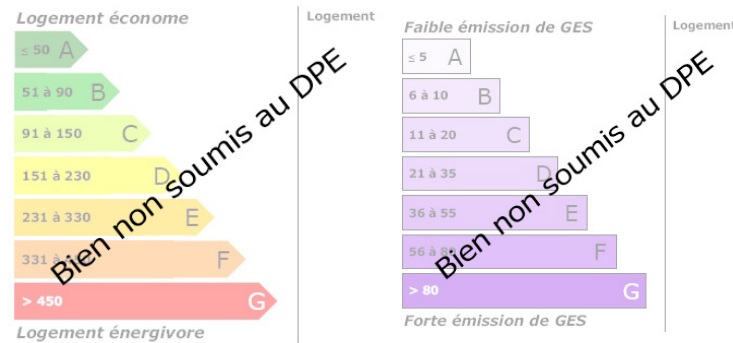 Logement économe
Logement
≤ 50 A
51 à 90 B
91 à 150 C
151 à 230 D
231 à 330 E
331 à F
> 450 G
Logement énergivore
Bien non soumis au DPE
Faible émission de GES
Logement
≤ 5 A
6 à 10 B
11 à 20 C
21 à 35 D
36 à 55 E
56 à 80 F
> 80 G
Forte émission de GES
Bien non soumis au DPE